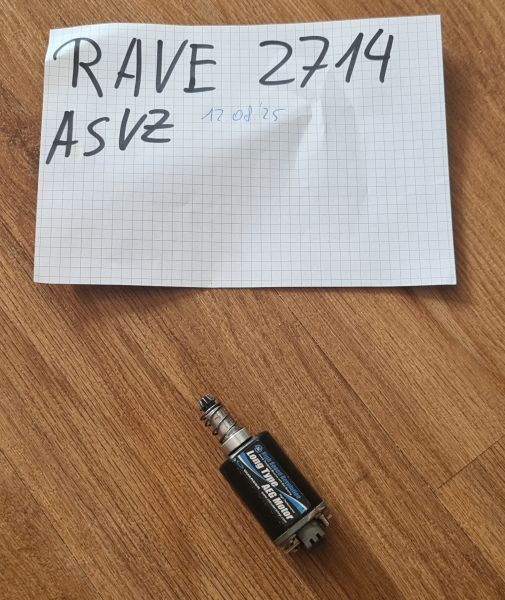 RAVE 2714
ASVZ 12.08'25
Long Type
AEG Motor